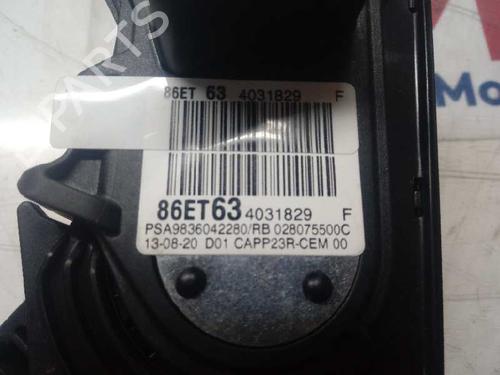 86ET 63 4031829 F
86ET63 4031829 F
PSA9836042280/RB 028075500C
13-08-20 D01 CAPP23R-CEM 00
PARTS
Mo